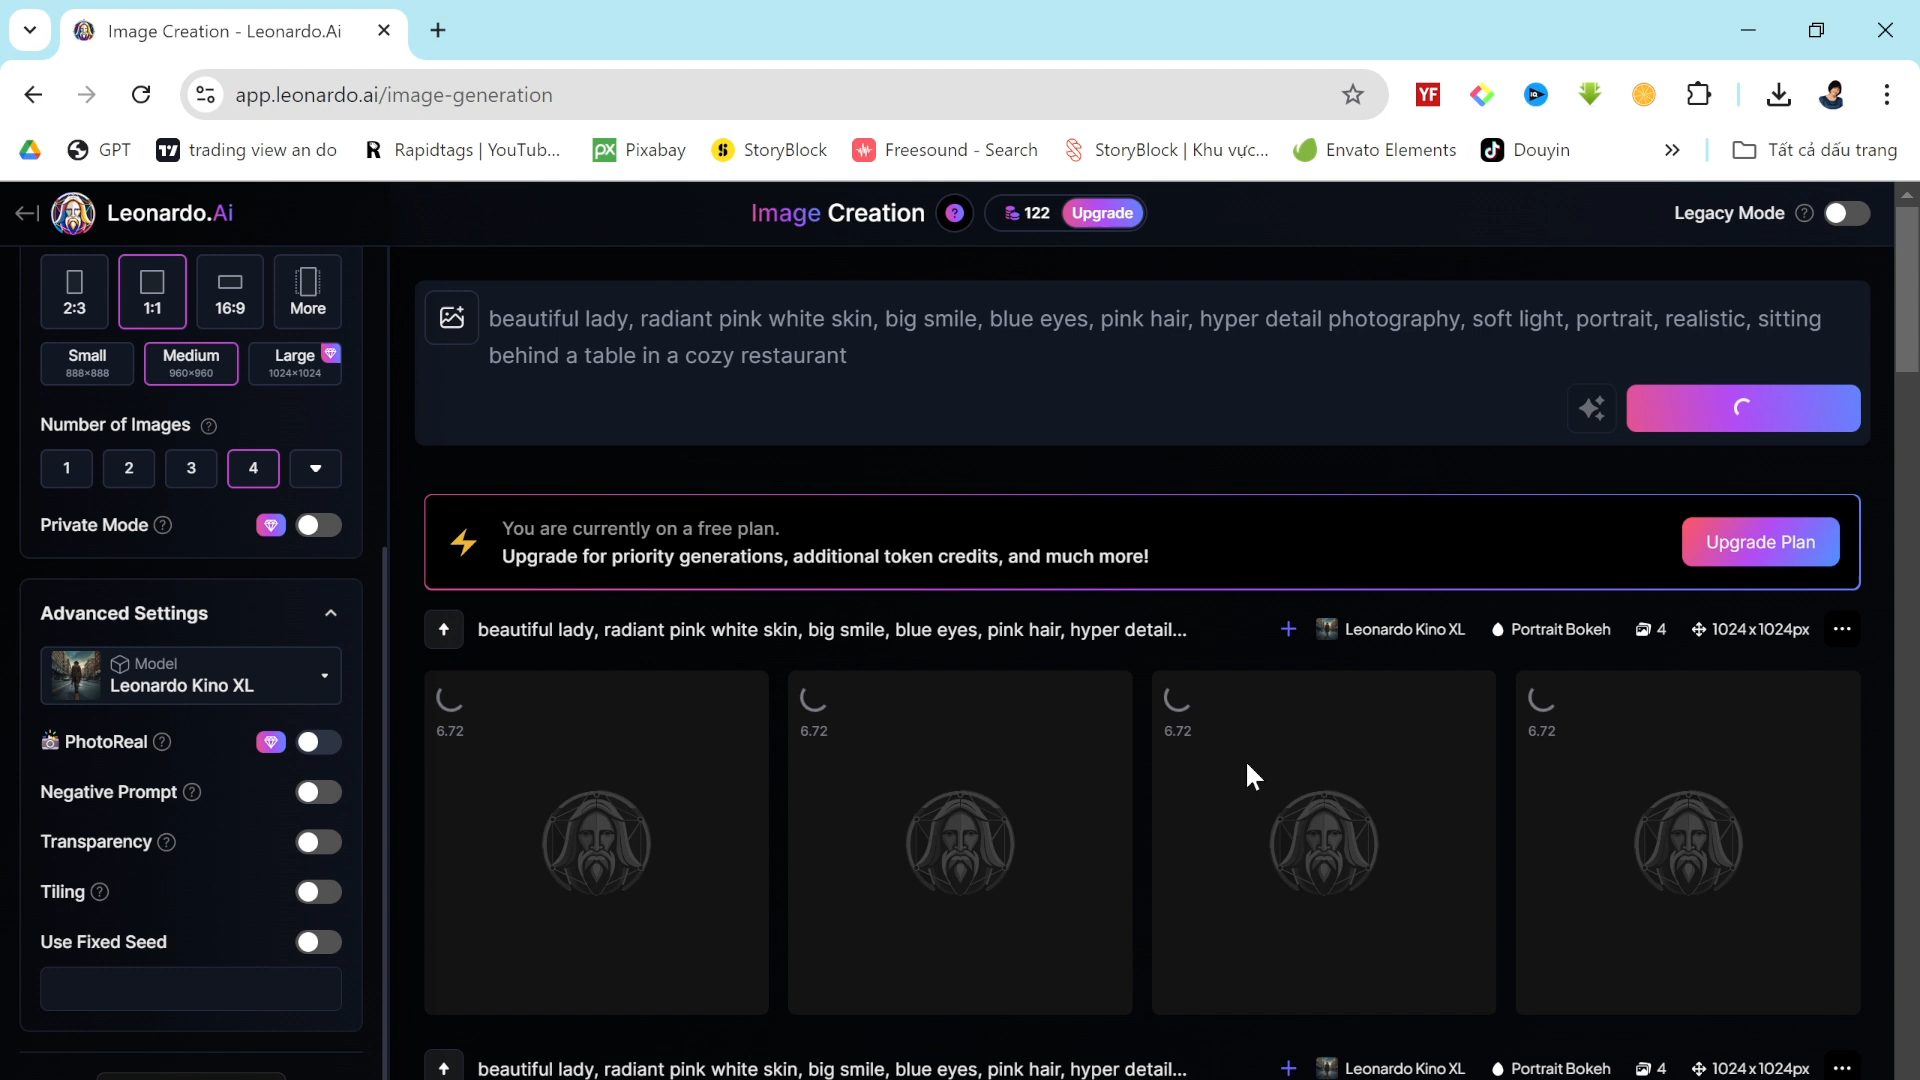 Image Creation - Leonardo.Ai
app.leonardo.ai/image-generation
YF
GPT
trading view an do
R Rapidtags | YouTub...
PX Pixabay
StoryBlock
Freesound - Search
StoryBlock | Khu vực...
Envato Elements
Douyin
Tất cả dấu trang
Leonardo.Ai
Image Creation ?
122 Upgrade
Legacy Mode ?
2:3 1:1 16:9 More
Small Medium Large
888×888 960×960 1024×1024
Number of Images ?
1 2 3 4
Private Mode ?
Advanced Settings
Model
Leonardo Kino XL
PhotoReal ?
Negative Prompt ?
Transparency ?
Tiling ?
Use Fixed Seed
beautiful lady, radiant pink white skin, big smile, blue eyes, pink hair, hyper detail photography, soft light, portrait, realistic, sitting
behind a table in a cozy restaurant
You are currently on a free plan.
Upgrade for priority generations, additional token credits, and much more!
Upgrade Plan
beautiful lady, radiant pink white skin, big smile, blue eyes, pink hair, hyper detail... Leonardo Kino XL Portrait Bokeh 4 1024x1024px
6.72 6.72 6.72 6.72
beautiful lady, radiant pink white skin, big smile, blue eyes, pink hair, hyper detail... Leonardo Kino XL Portrait Bokeh 4 1024x1024px